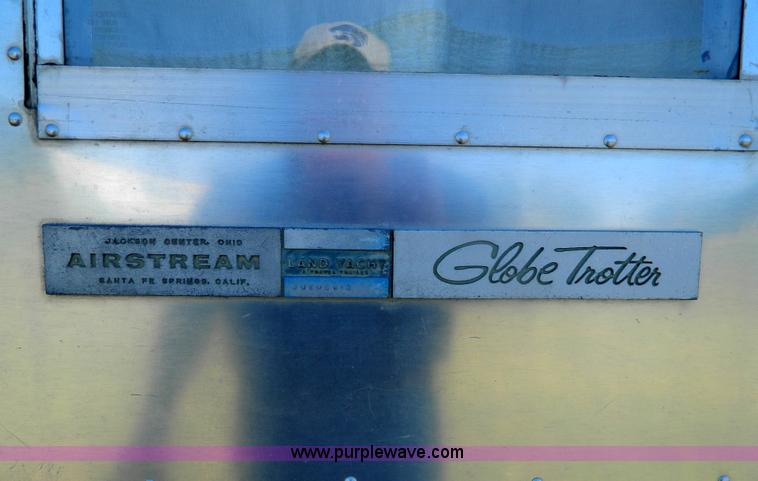 JACKSON CENTER, OHIO
AIRSTREAM
SANTA FE SPRINGS, CALIF.
LAND YACHT
Globe Trotter
www.purplewave.com